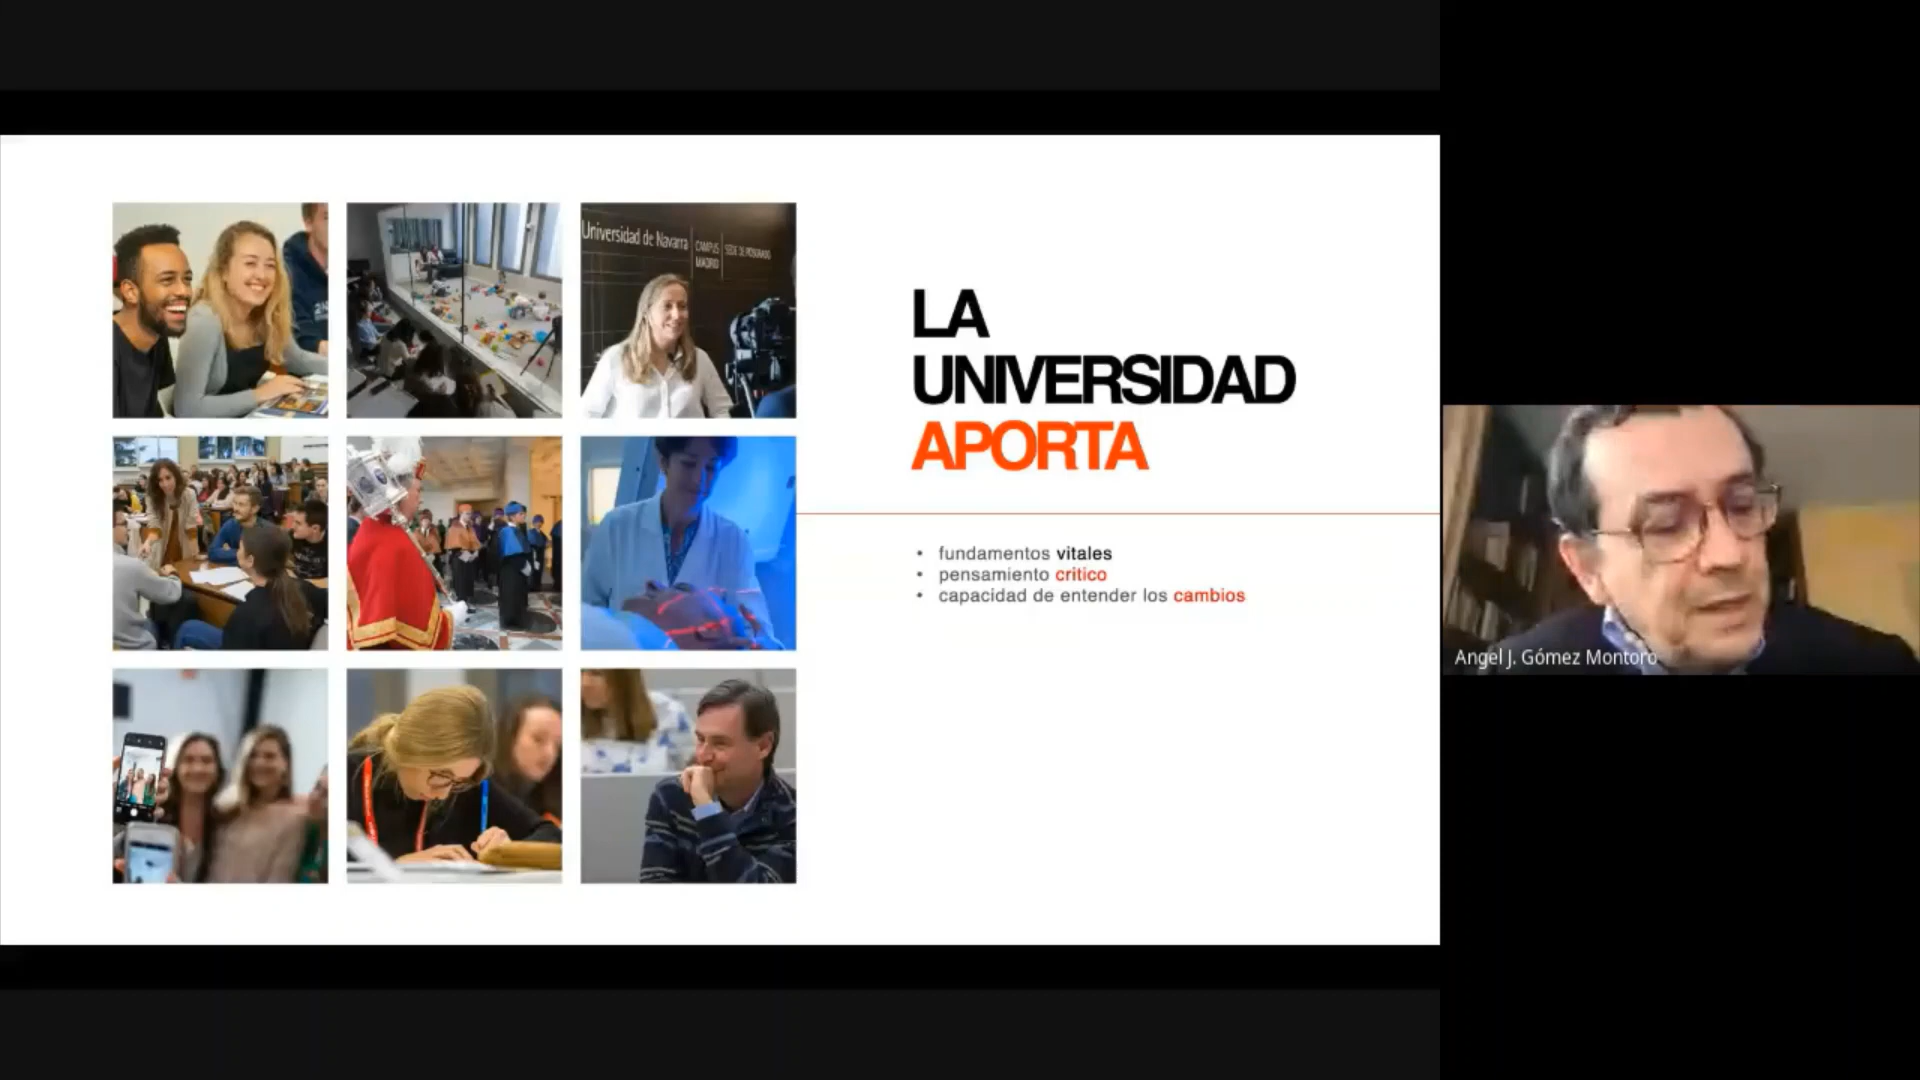 Universidad de Navarra
CAMPUS
MADRID
SEDE DE POSGRADO
LA
UNIVERSIDAD
APORTA
• fundamentos vitales
• pensamiento critico
• capacidad de entender los cambios
Angel J. Gómez Montoro